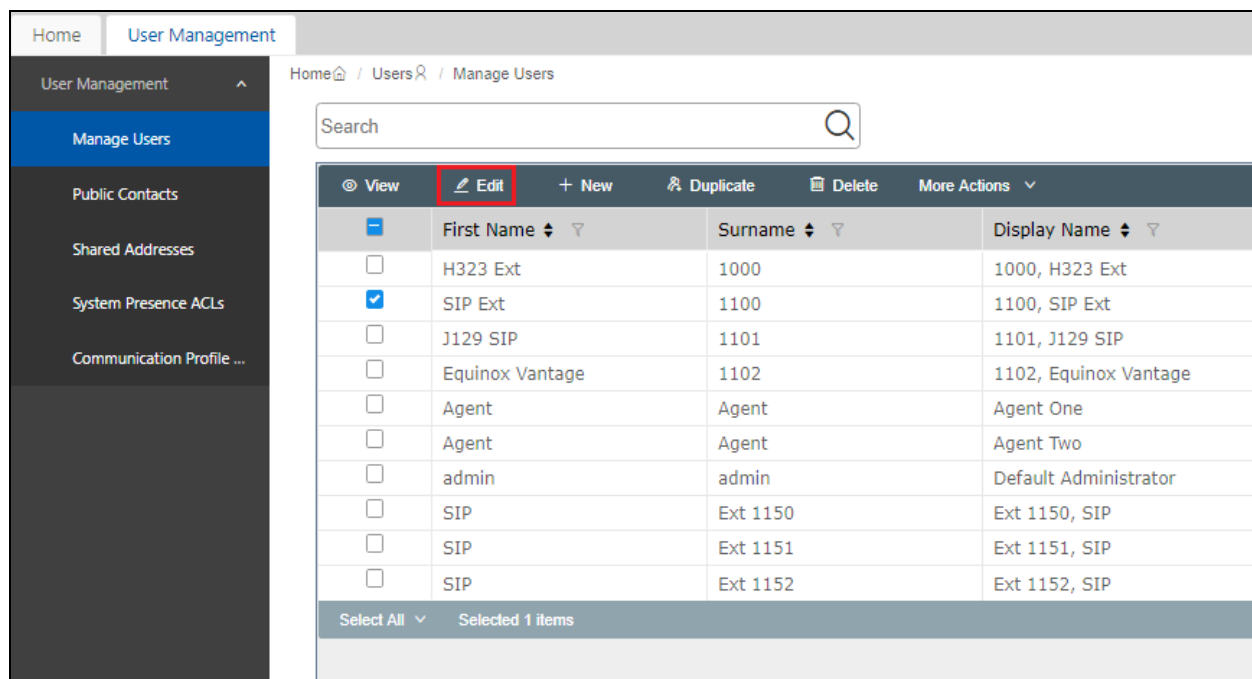 Home User Management
User Management
Manage Users
Public Contacts
Shared Addresses
System Presence ACLs
Communication Profile ...
Home / Users / Manage Users
Search
View Edit + New Duplicate Delete More Actions
First Name Surname Display Name
H323 Ext 1000 1000, H323 Ext
SIP Ext 1100 1100, SIP Ext
J129 SIP 1101 1101, J129 SIP
Equinox Vantage 1102 1102, Equinox Vantage
Agent Agent Agent One
Agent Agent Agent Two
admin admin Default Administrator
SIP Ext 1150 Ext 1150, SIP
SIP Ext 1151 Ext 1151, SIP
SIP Ext 1152 Ext 1152, SIP
Select All Selected 1 items